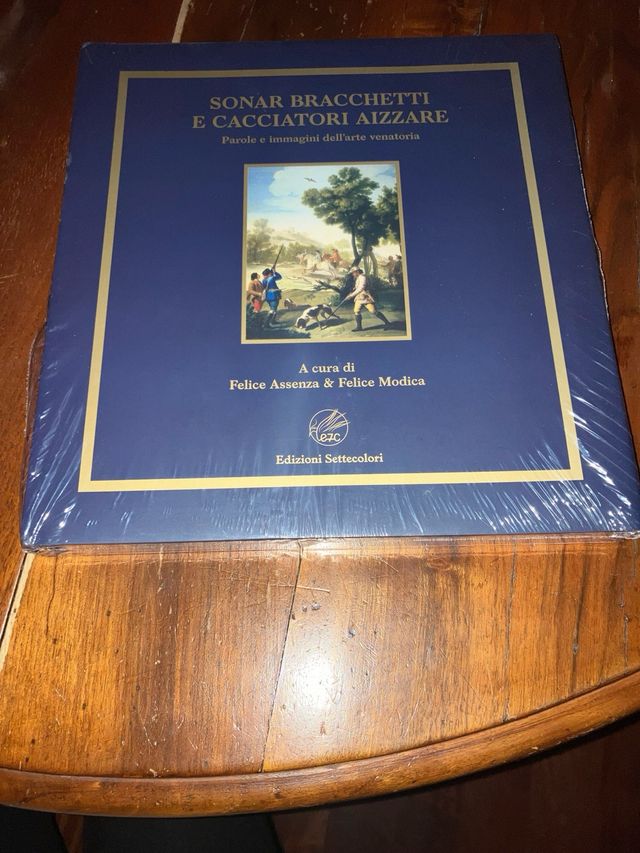 SONAR BRACCHETTI
E CACCIATORI AIZZARE
Parole e immagini dell'arte venatoria
A cura di
Felice Assenza & Felice Modica
e7c
Edizioni Settecolori